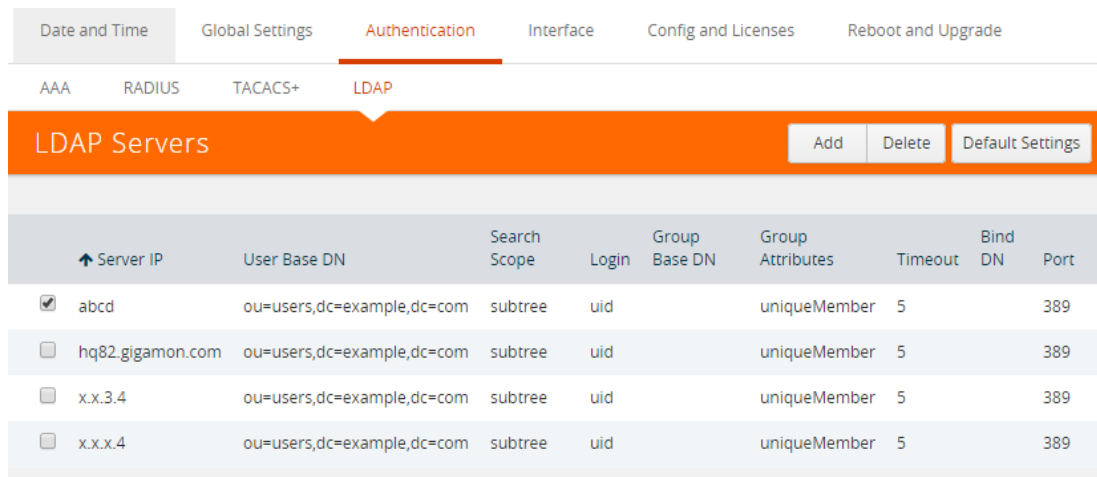 Date and Time Global Settings Authentication Interface Config and Licenses Reboot and Upgrade
AAA RADIUS TACACS+ LDAP
LDAP Servers Add Delete Default Settings
Server IP User Base DN Search Scope Login Group Base DN Group Attributes Timeout Bind DN Port
abcd ou=users,dc=example,dc=com subtree uid uniqueMember 5 389
hq82.gigamon.com ou=users,dc=example,dc=com subtree uid uniqueMember 5 389
x.x.3.4 ou=users,dc=example,dc=com subtree uid uniqueMember 5 389
x.x.x.4 ou=users,dc=example,dc=com subtree uid uniqueMember 5 389